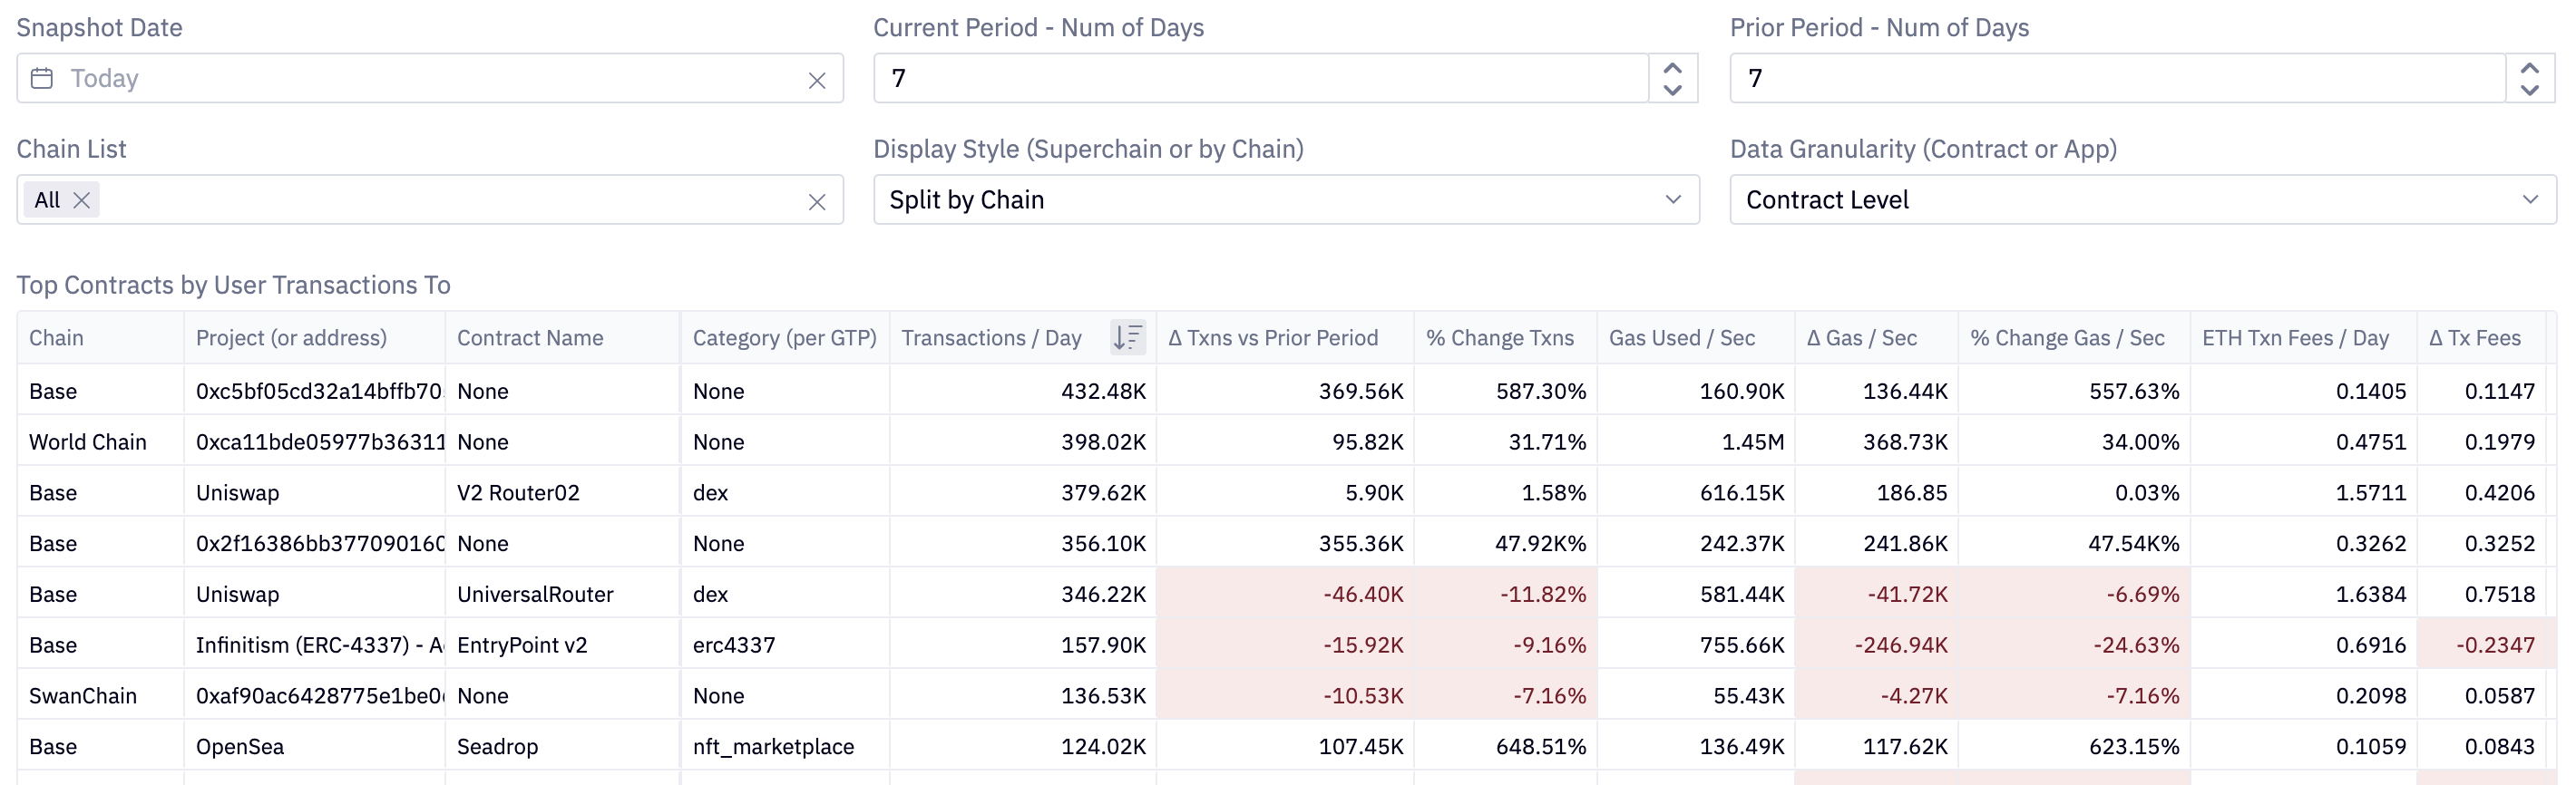 Snapshot Date Current Period - Num of Days Prior Period - Num of Days
Today 7 7
Chain List Display Style (Superchain or by Chain) Data Granularity (Contract or App)
All Split by Chain Contract Level
Top Contracts by User Transactions To
Chain Project (or address) Contract Name Category (per GTP) Transactions / Day Δ Txns vs Prior Period % Change Txns Gas Used / Sec Δ Gas / Sec % Change Gas / Sec ETH Txn Fees / Day Δ Tx Fees
Base 0xc5bf05cd32a14bffb70 None None 432.48K 369.56K 587.30% 160.90K 136.44K 557.63% 0.1405 0.1147
World Chain 0xca11bde05977b36311 None None 398.02K 95.82K 31.71% 1.45M 368.73K 34.00% 0.4751 0.1979
Base Uniswap V2 Router02 dex 379.62K 5.90K 1.58% 616.15K 186.85 0.03% 1.5711 0.4206
Base 0x2f16386bb377090160 None None 356.10K 355.36K 47.92K% 242.37K 241.86K 47.54K% 0.3262 0.3252
Base Uniswap UniversalRouter dex 346.22K -46.40K -11.82% 581.44K -41.72K -6.69% 1.6384 0.7518
Base Infinitism (ERC-4337) - A EntryPoint v2 erc4337 157.90K -15.92K -9.16% 755.66K -246.94K -24.63% 0.6916 -0.2347
SwanChain 0xaf90ac6428775e1be0 None None 136.53K -10.53K -7.16% 55.43K -4.27K -7.16% 0.2098 0.0587
Base OpenSea Seadrop nft_marketplace 124.02K 107.45K 648.51% 136.49K 117.62K 623.15% 0.1059 0.0843